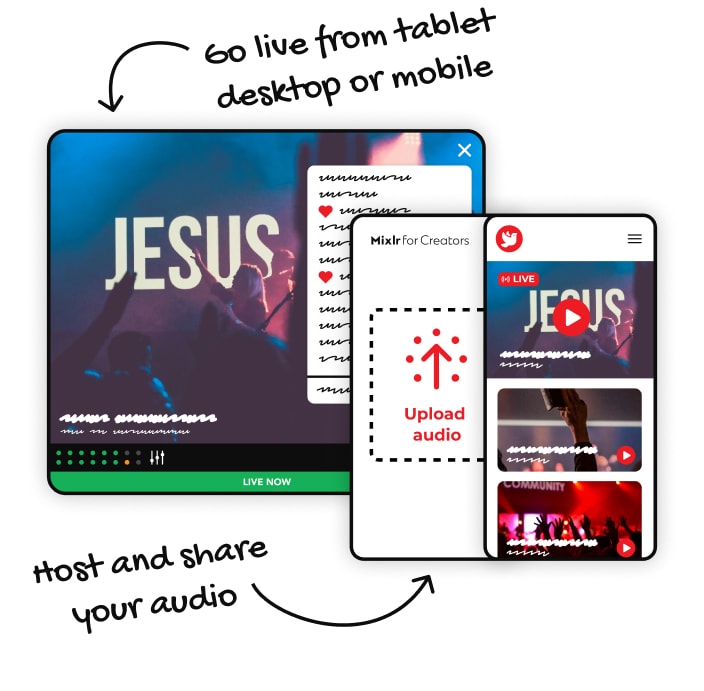 Go live from tablet
desktop or mobile
JESUS
Mixlr for Creators
LIVE
JESUS
Upload
audio
COMMUNITY
LIVE NOW
Host and share
your audio